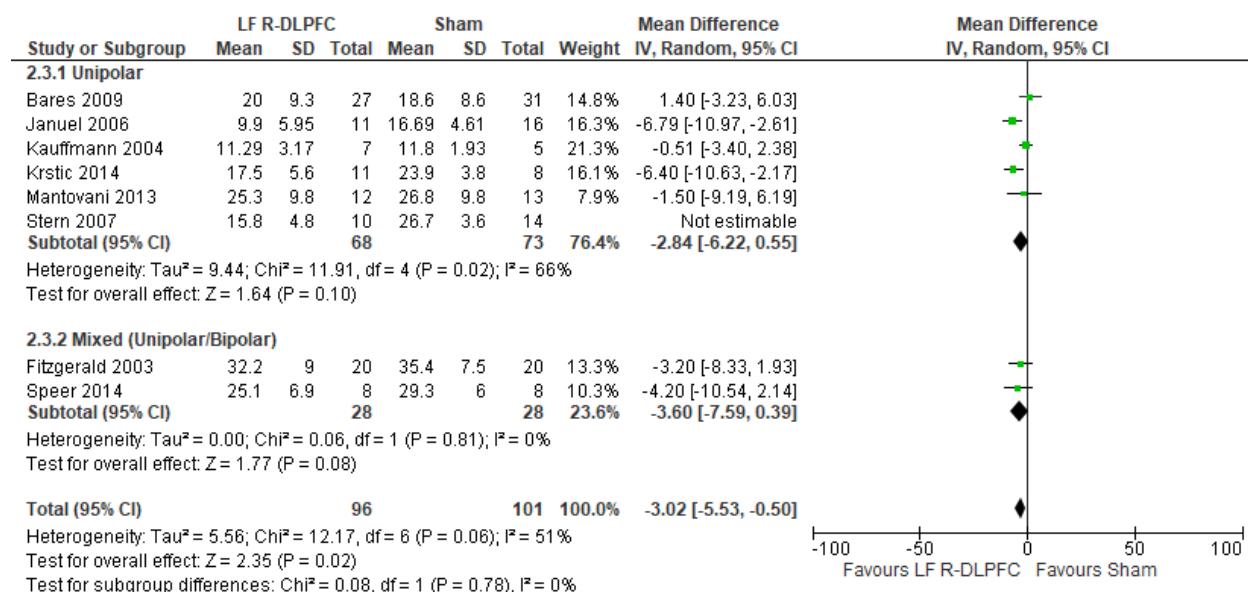 LF R-DLPFC Sham Mean Difference Mean Difference
Study or Subgroup Mean SD Total Mean SD Total Weight IV, Random, 95% CI IV, Random, 95% CI
2.3.1 Unipolar
Bares 2009 20 9.3 27 18.6 8.6 31 14.8% 1.40 [-3.23, 6.03]
Januel 2006 9.9 5.95 11 16.69 4.61 16 16.3% -6.79 [-10.97, -2.61]
Kauffmann 2004 11.29 3.17 7 11.8 1.93 5 21.3% -0.51 [-3.40, 2.38]
Krstic 2014 17.5 5.6 11 23.9 3.8 8 16.1% -6.40 [-10.63, -2.17]
Mantovani 2013 25.3 9.8 12 26.8 9.8 13 7.9% -1.50 [-9.19, 6.19]
Stern 2007 15.8 4.8 10 26.7 3.6 14 Not estimable
Subtotal (95% CI) 68 73 76.4% -2.84 [-6.22, 0.55]
Heterogeneity: Tau² = 9.44; Chi² = 11.91, df = 4 (P = 0.02); I² = 66%
Test for overall effect: Z = 1.64 (P = 0.10)
2.3.2 Mixed (Unipolar/Bipolar)
Fitzgerald 2003 32.2 9 20 35.4 7.5 20 13.3% -3.20 [-8.33, 1.93]
Speer 2014 25.1 6.9 8 29.3 6 8 10.3% -4.20 [-10.54, 2.14]
Subtotal (95% CI) 28 28 23.6% -3.60 [-7.59, 0.39]
Heterogeneity: Tau² = 0.00; Chi² = 0.06, df = 1 (P = 0.81); I² = 0%
Test for overall effect: Z = 1.77 (P = 0.08)
Total (95% CI) 96 101 100.0% -3.02 [-5.53, -0.50]
Heterogeneity: Tau² = 5.56; Chi² = 12.17, df = 6 (P = 0.06); I² = 51%
Test for overall effect: Z = 2.35 (P = 0.02)
Test for subgroup differences: Chi² = 0.08, df = 1 (P = 0.78), I² = 0%
-100 -50 0 50 100
Favours LF R-DLPFC Favours Sham